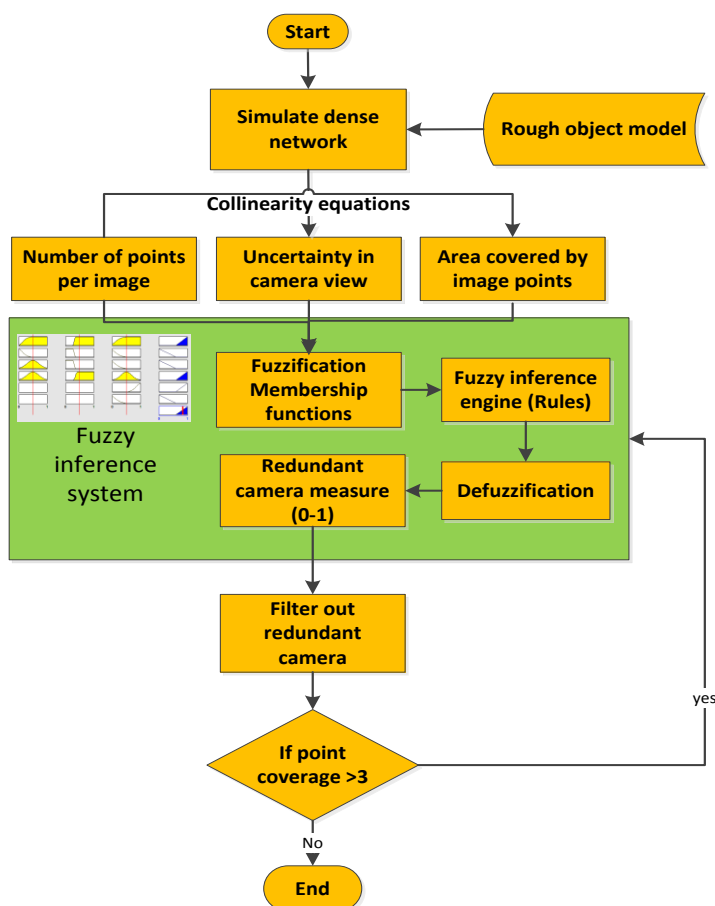 Start
Simulate dense
network
Rough object model
Collinearity equations
Number of points
per image
Uncertainty in
camera view
Area covered by
image points
Fuzzification
Membership
functions
Fuzzy inference
engine (Rules)
Fuzzy
inference
system
Redundant
camera measure
(0-1)
Defuzzification
Filter out
redundant
camera
yes
If point
coverage >3
No
End